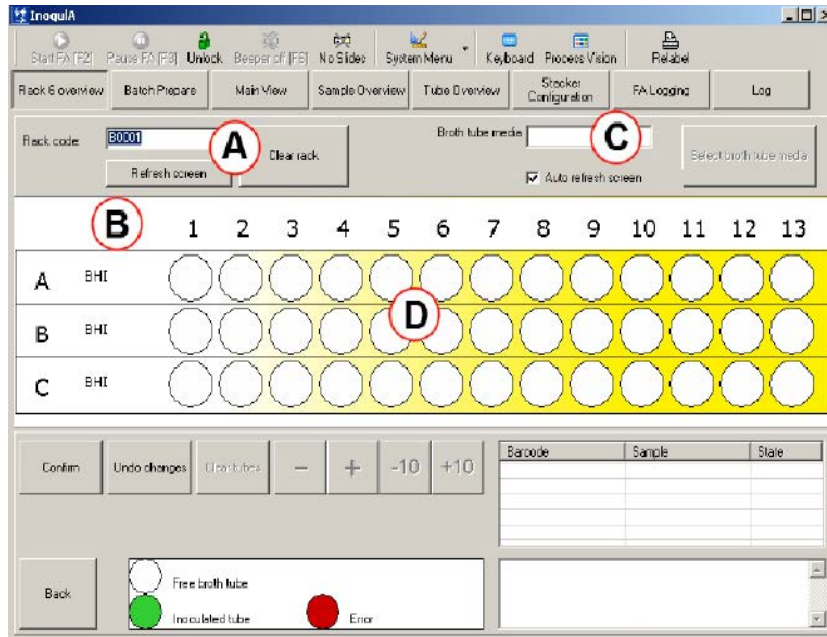 InoqulA
Start FA [F2] Pause FA [F3] Unlock Beeper off [F5] No Slides System Menu Keyboard Process Vision Relabel
Rack 6 overview Batch Prepare Main View Sample Overview Tube Overview Stacker Configuration FA Logging Log
Rack code: B0001 A Clear rack Broth tube media C Select broth tube media
Refresh screen Auto refresh screen
B 1 2 3 4 5 6 7 8 9 10 11 12 13
A BHI
D
B BHI
C BHI
Confirm Undo changes Clear tubes - + -10 +10
Barcode Sample State
Back Free broth tube
Inoculated tube Error